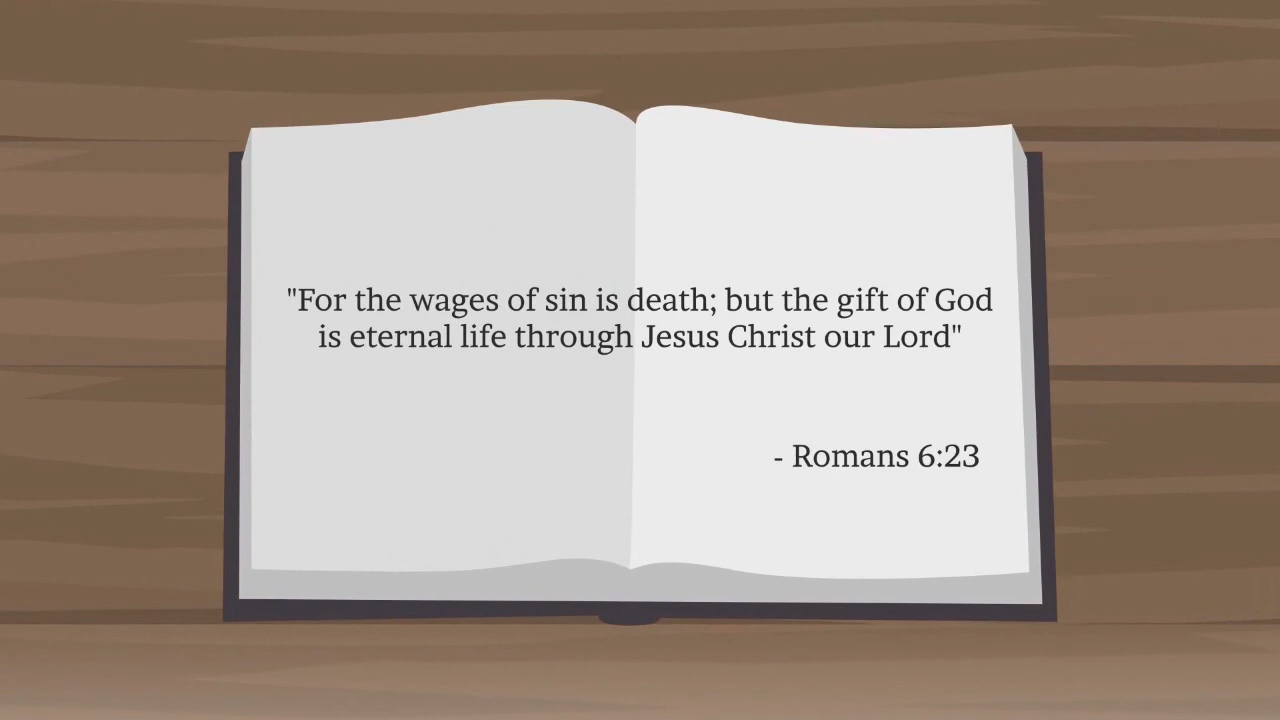 "For the wages of sin is death; but the gift of God
is eternal life through Jesus Christ our Lord"
- Romans 6:23